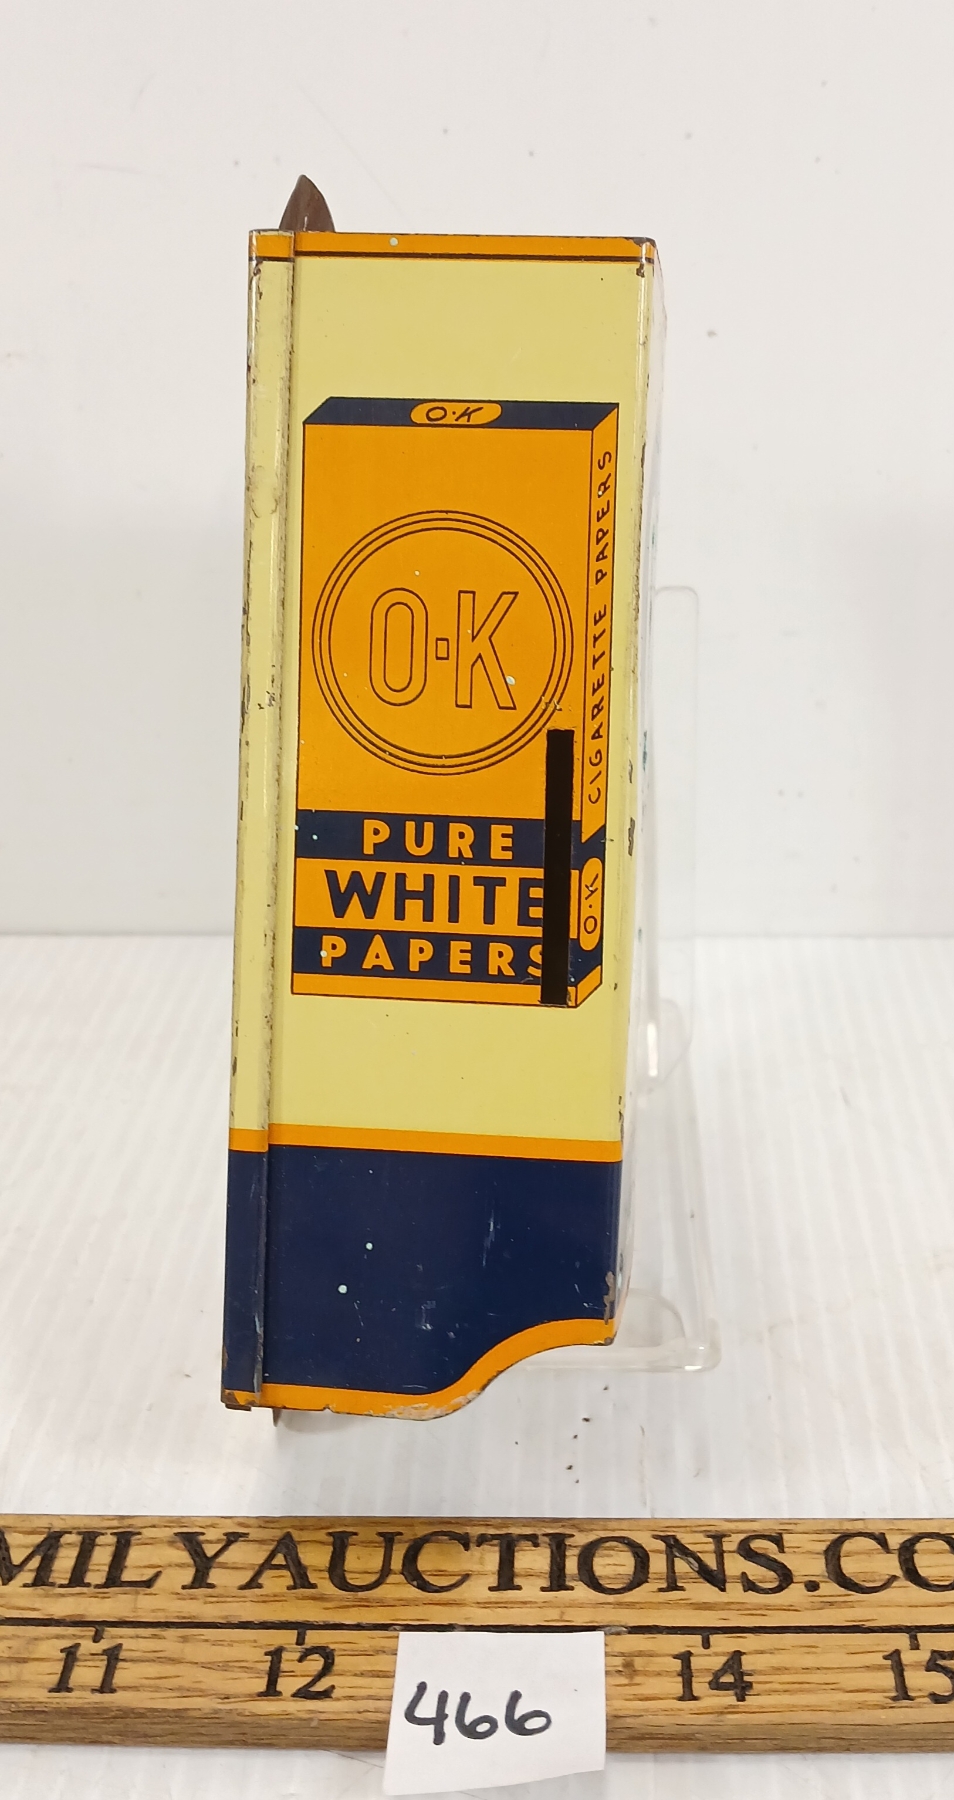 O·K
O·K
CIGARETTE PAPERS
PURE
WHITE
PAPERS
O·K
MILYAUCTIONS.CO
11 12 14 15
466